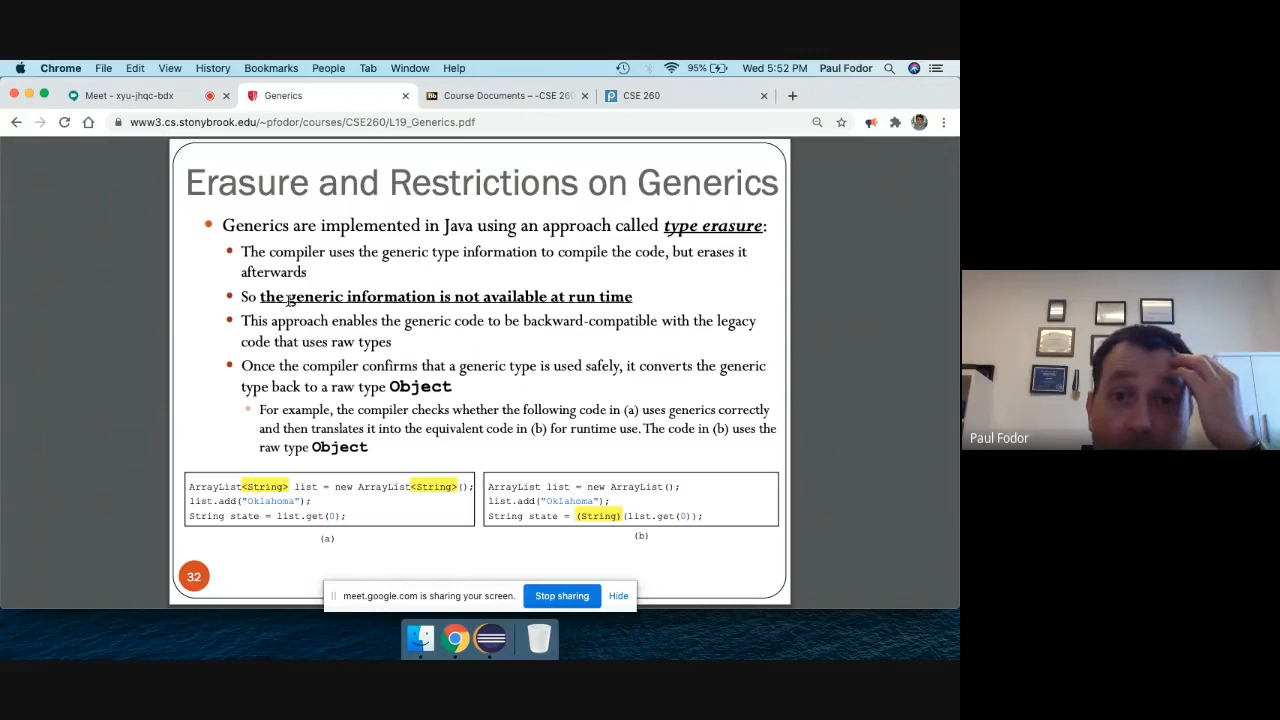 Chrome File Edit View History Bookmarks People Tab Window Help 95% Wed 5:52 PM Paul Fodor
Meet - xyu-jhqc-bdx Generics Bb Course Documents – -CSE 260 CSE 260
www3.cs.stonybrook.edu/~pfodor/courses/CSE260/L19_Generics.pdf
Erasure and Restrictions on Generics
• Generics are implemented in Java using an approach called type erasure:
• The compiler uses the generic type information to compile the code, but erases it
afterwards
• So the generic information is not available at run time
• This approach enables the generic code to be backward-compatible with the legacy
code that uses raw types
• Once the compiler confirms that a generic type is used safely, it converts the generic
type back to a raw type Object
• For example, the compiler checks whether the following code in (a) uses generics correctly
and then translates it into the equivalent code in (b) for runtime use. The code in (b) uses the
raw type Object
ArrayList<String> list = new ArrayList<String>();
list.add("Oklahoma");
String state = list.get(0);
(a)
ArrayList list = new ArrayList();
list.add("Oklahoma");
String state = (String)(list.get(0));
(b)
32
meet.google.com is sharing your screen. Stop sharing Hide
Paul Fodor